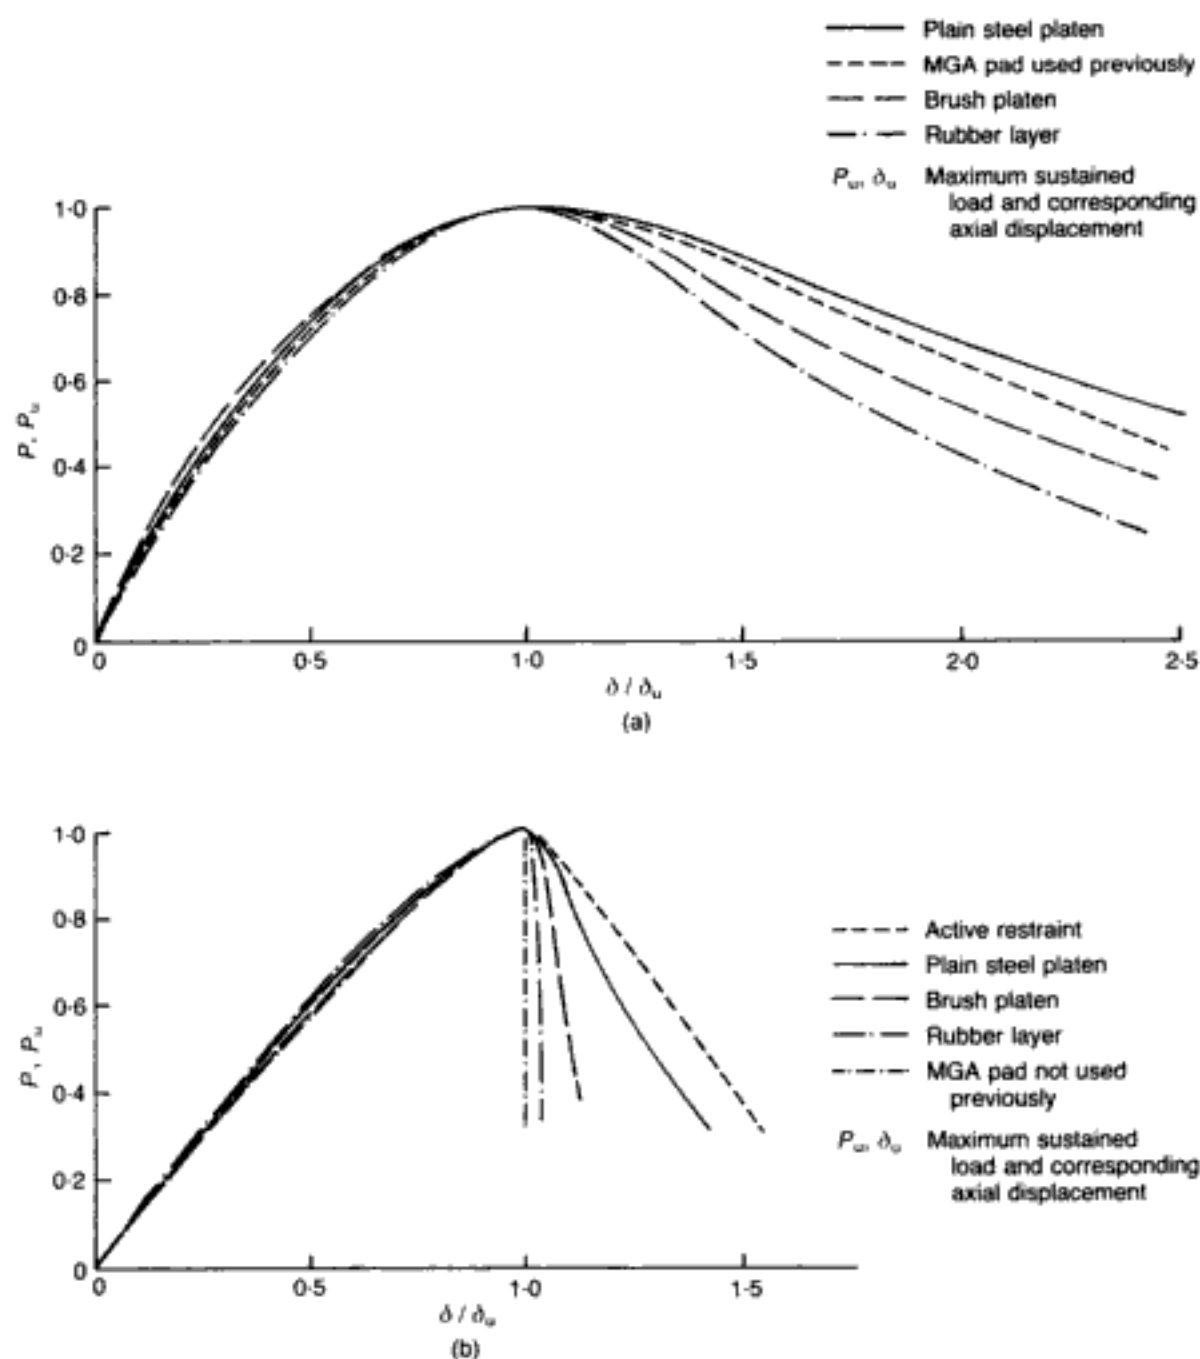 Plain steel platen
MGA pad used previously
Brush platen
Rubber layer
Pᵤ, ∂ᵤ Maximum sustained
load and corresponding
axial displacement
1·0
0·8
0·6
0·4
0·2
0
P, Pᵤ
0 0·5 1·0 1·5 2·0 2·5
∂ / ∂ᵤ
(a)
1·0
0·8
0·6
0·4
0·2
0
P, Pᵤ
Active restraint
Plain steel platen
Brush platen
Rubber layer
MGA pad not used
previously
Pᵤ, ∂ᵤ Maximum sustained
load and corresponding
axial displacement
0 0·5 1·0 1·5
∂ / ∂ᵤ
(b)